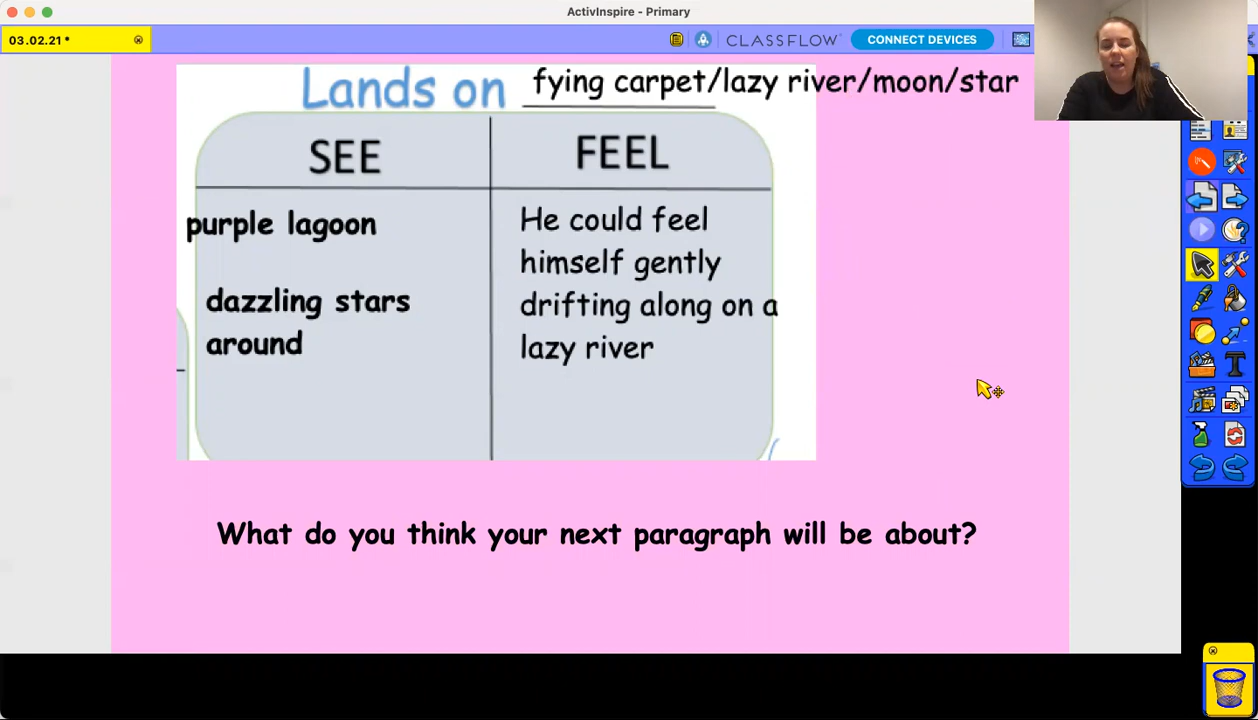 ActivInspire - Primary
03.02.21 *
CLASSFLOW
CONNECT DEVICES
Lands on fying carpet/lazy river/moon/star
SEE
FEEL
purple lagoon
dazzling stars
around
He could feel
himself gently
drifting along on a
lazy river
What do you think your next paragraph will be about?